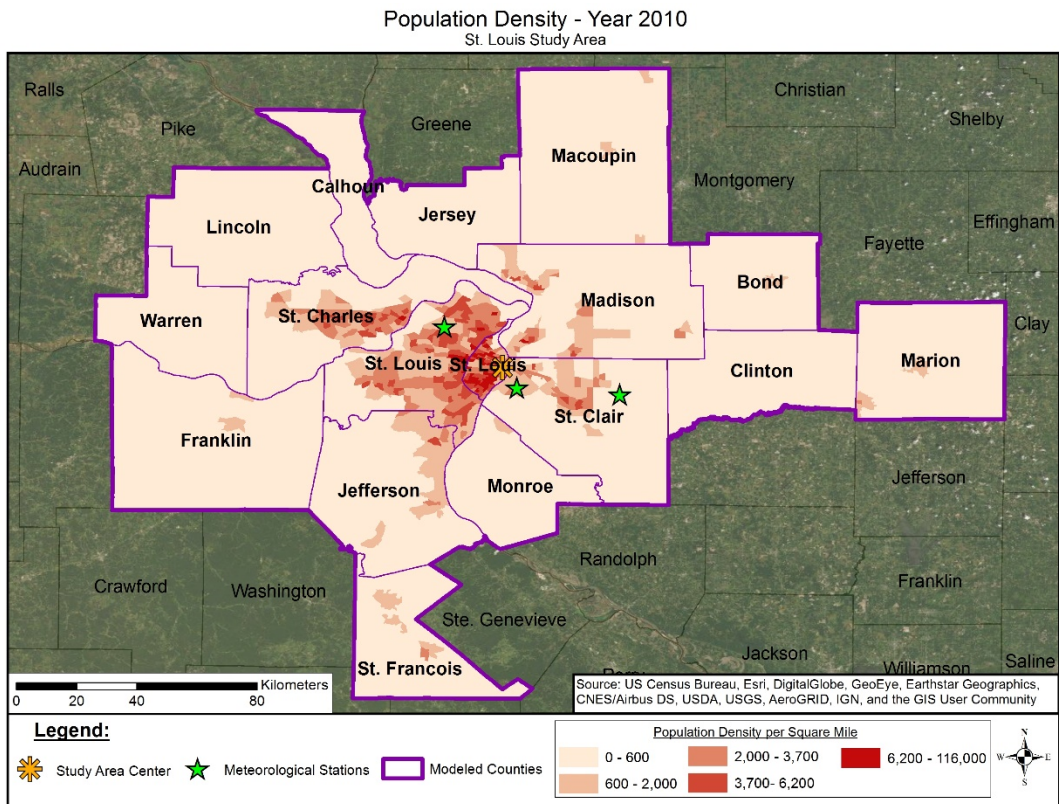 Population Density - Year 2010
St. Louis Study Area
Ralls
Pike
Greene
Christian
Shelby
Audrain
Macoupin
Montgomery
Calhoun
Jersey
Lincoln
Effingham
Fayette
Bond
Madison
Warren
St. Charles
Clay
St. Louis
St. Louis
Clinton
Marion
St. Clair
Franklin
Jefferson
Monroe
Jefferson
Randolph
Crawford
Washington
Franklin
Ste. Genevieve
Jackson
St. Francois
Williamson
Saline
Kilometers
0 20 40 80
Source: US Census Bureau, Esri, DigitalGlobe, GeoEye, Earthstar Geographics,
CNES/Airbus DS, USDA, USGS, AeroGRID, IGN, and the GIS User Community
Legend:
Study Area Center
Meteorological Stations
Modeled Counties
Population Density per Square Mile
0 - 600
2,000 - 3,700
6,200 - 116,000
600 - 2,000
3,700- 6,200
N
W
E
S